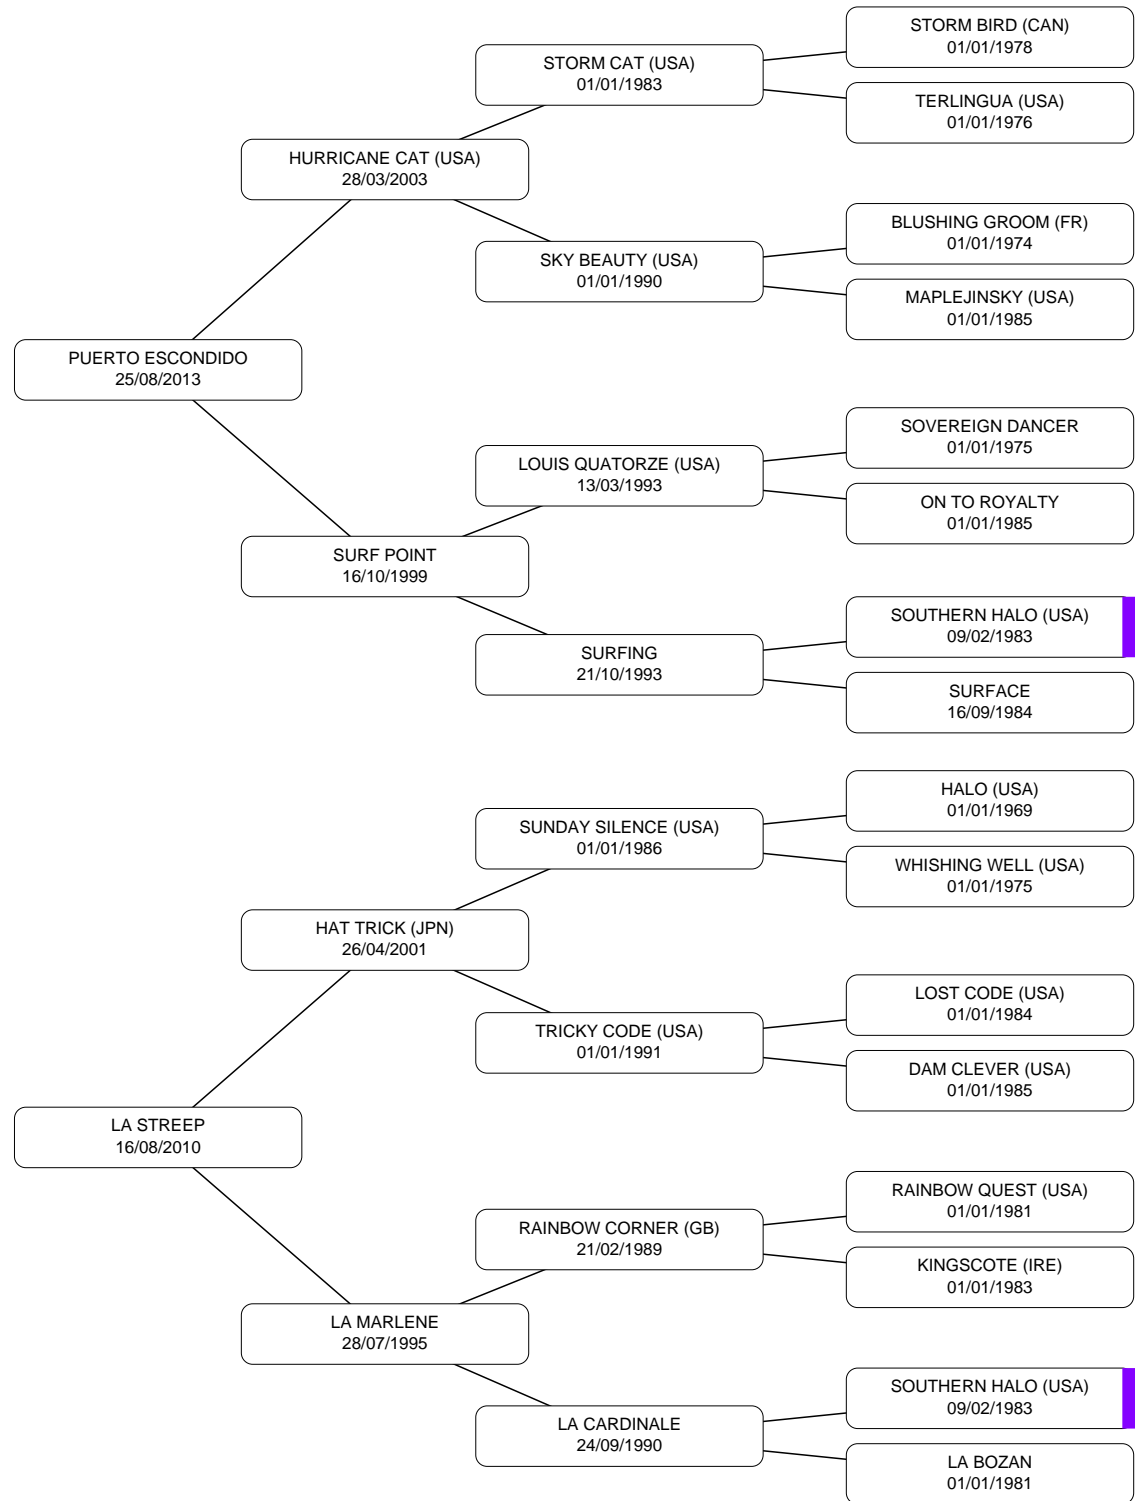 STORM BIRD (CAN)
01/01/1978
STORM CAT (USA)
01/01/1983
TERLINGUA (USA)
01/01/1976
HURRICANE CAT (USA)
28/03/2003
BLUSHING GROOM (FR)
01/01/1974
SKY BEAUTY (USA)
01/01/1990
MAPLEJINSKY (USA)
01/01/1985
PUERTO ESCONDIDO
25/08/2013
SOVEREIGN DANCER
01/01/1975
LOUIS QUATORZE (USA)
13/03/1993
ON TO ROYALTY
01/01/1985
SURF POINT
16/10/1999
SOUTHERN HALO (USA)
09/02/1983
SURFING
21/10/1993
SURFACE
16/09/1984
HALO (USA)
01/01/1969
SUNDAY SILENCE (USA)
01/01/1986
WHISHING WELL (USA)
01/01/1975
HAT TRICK (JPN)
26/04/2001
LOST CODE (USA)
01/01/1984
TRICKY CODE (USA)
01/01/1991
DAM CLEVER (USA)
01/01/1985
LA STREEP
16/08/2010
RAINBOW QUEST (USA)
01/01/1981
RAINBOW CORNER (GB)
21/02/1989
KINGSCOTE (IRE)
01/01/1983
LA MARLENE
28/07/1995
SOUTHERN HALO (USA)
09/02/1983
LA CARDINALE
24/09/1990
LA BOZAN
01/01/1981